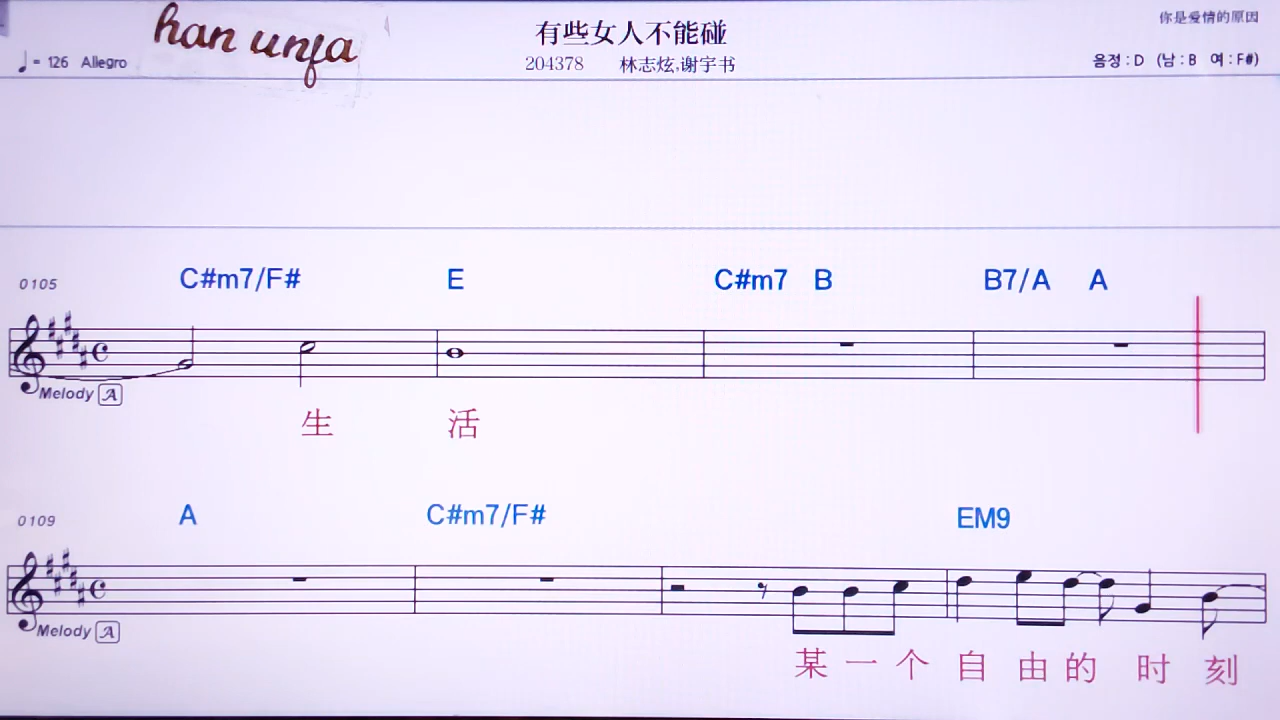 han unfa
有些女人不能碰
你是爱情的原因
♩= 126 Allegro
204378 林志炫,谢宇书
음정 : D (남 : B 여 : F#)
0105
C#m7/F# E C#m7 B B7/A A
Melody A
生 活
0109
A C#m7/F# EM9
Melody A
某 一 个 自 由 的 时 刻